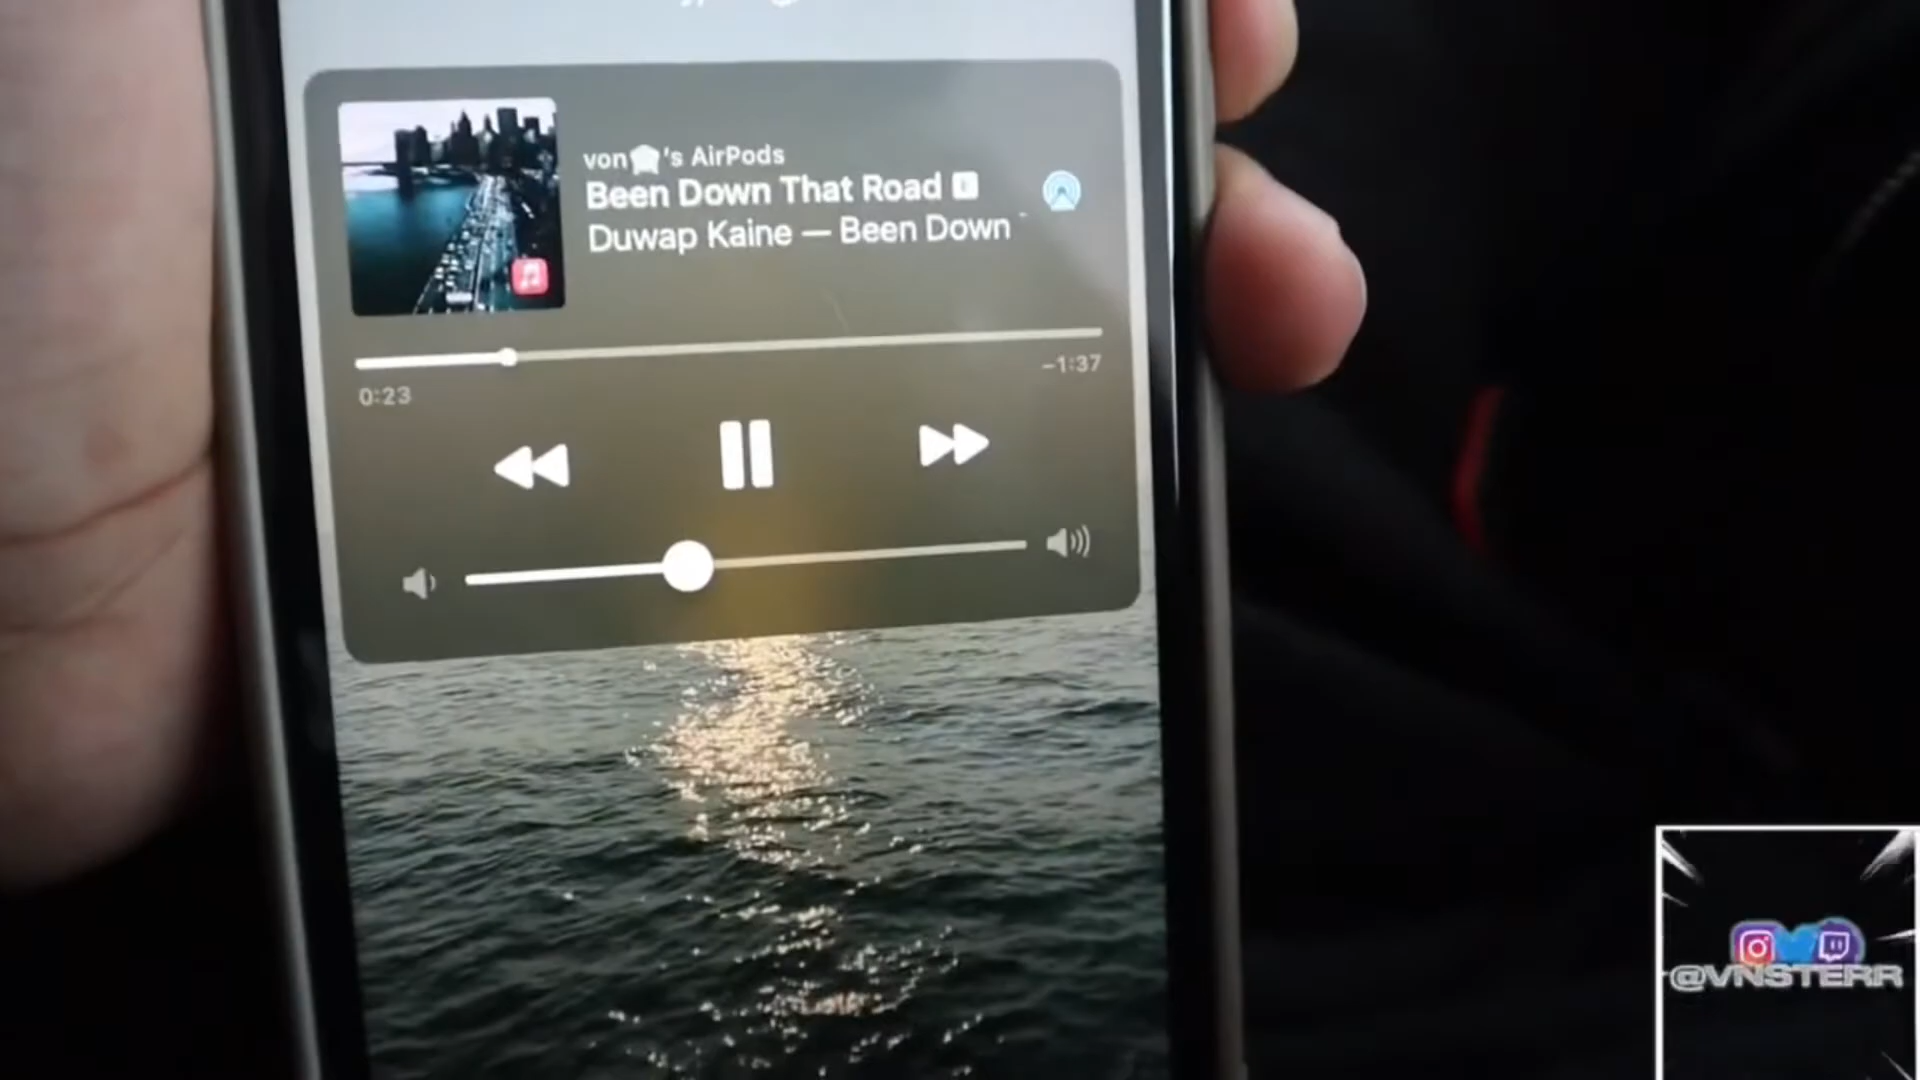 von's AirPods
Been Down That Road E
Duwap Kaine — Been Down
0:23
-1:37
@VNSTERR